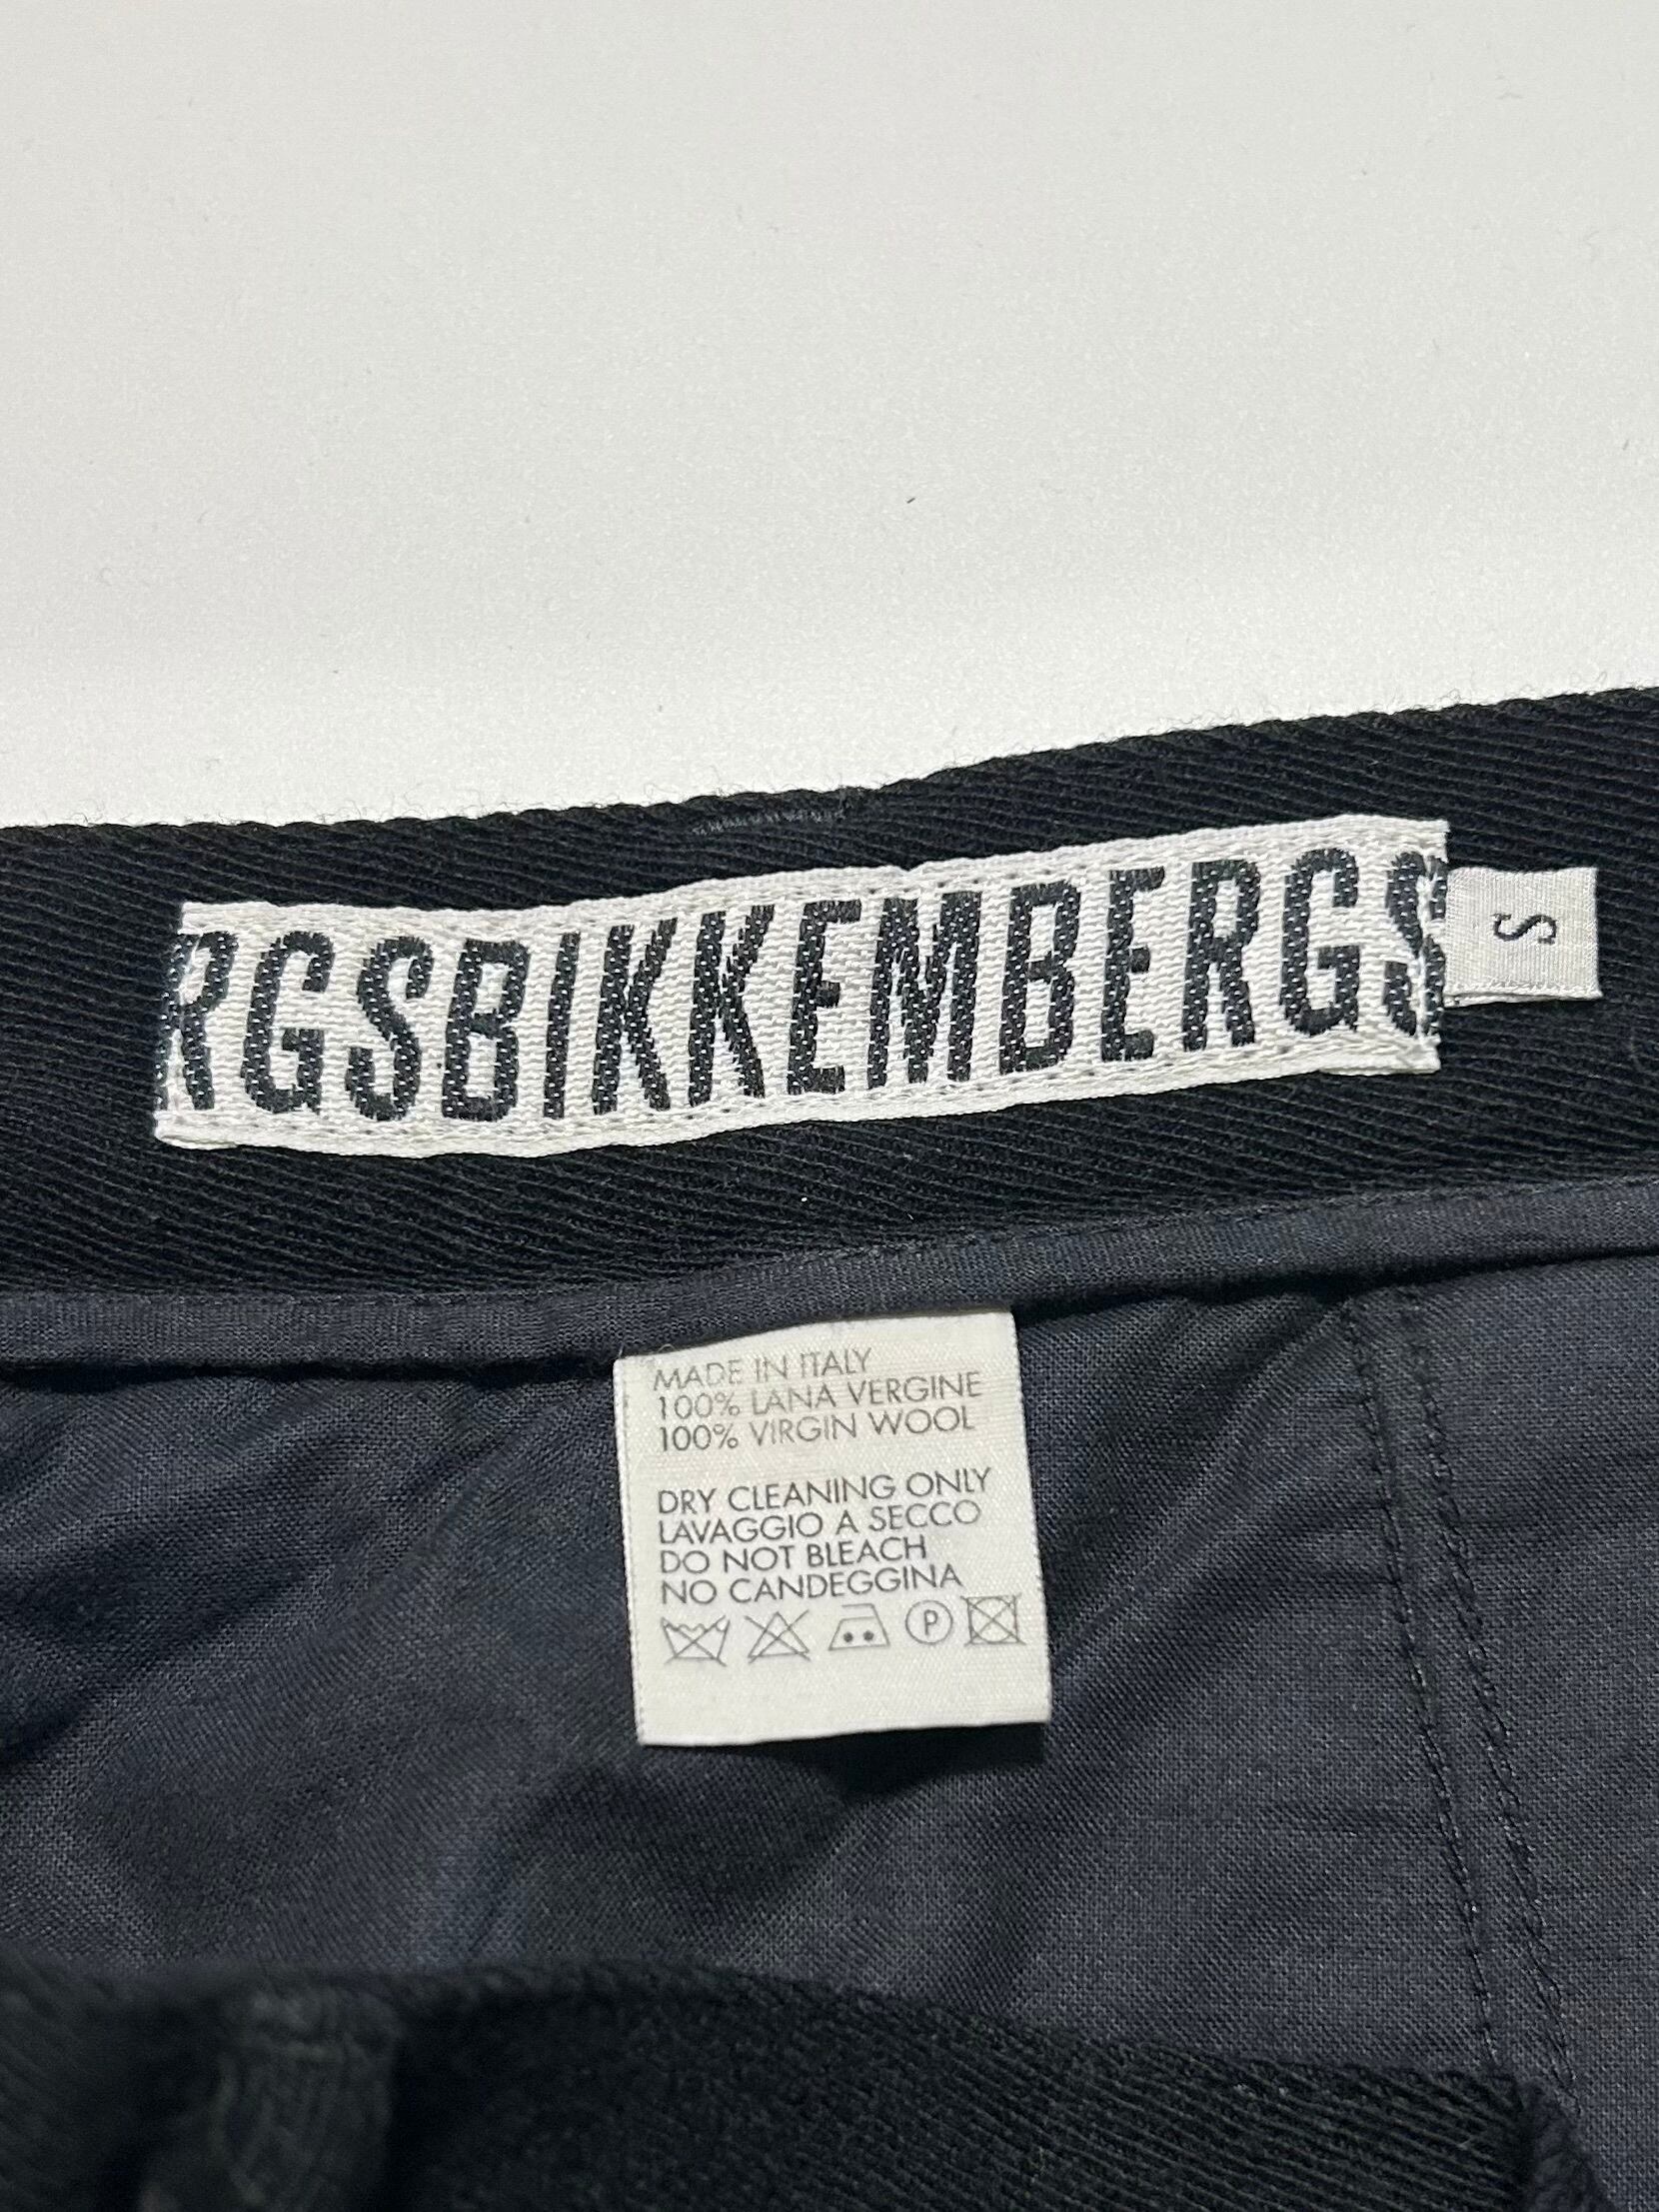 RGSBIKKEMBERGS
S
MADE IN ITALY
100% LANA VERGINE
100% VIRGIN WOOL
DRY CLEANING ONLY
LAVAGGIO A SECCO
DO NOT BLEACH
NO CANDEGGINA
P